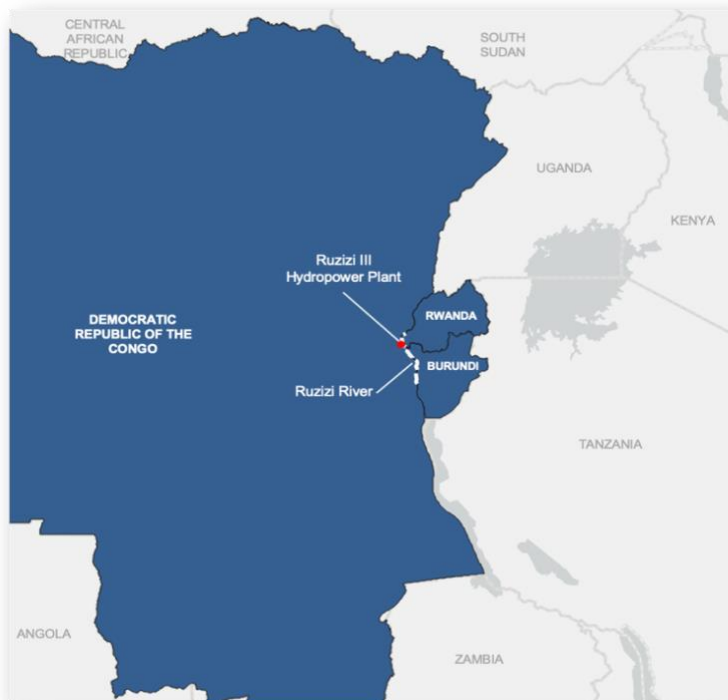 CENTRAL
AFRICAN
REPUBLIC
SOUTH
SUDAN
UGANDA
KENYA
Ruzizi III
Hydropower Plant
RWANDA
DEMOCRATIC
REPUBLIC OF THE
CONGO
BURUNDI
Ruzizi River
TANZANIA
ANGOLA
ZAMBIA